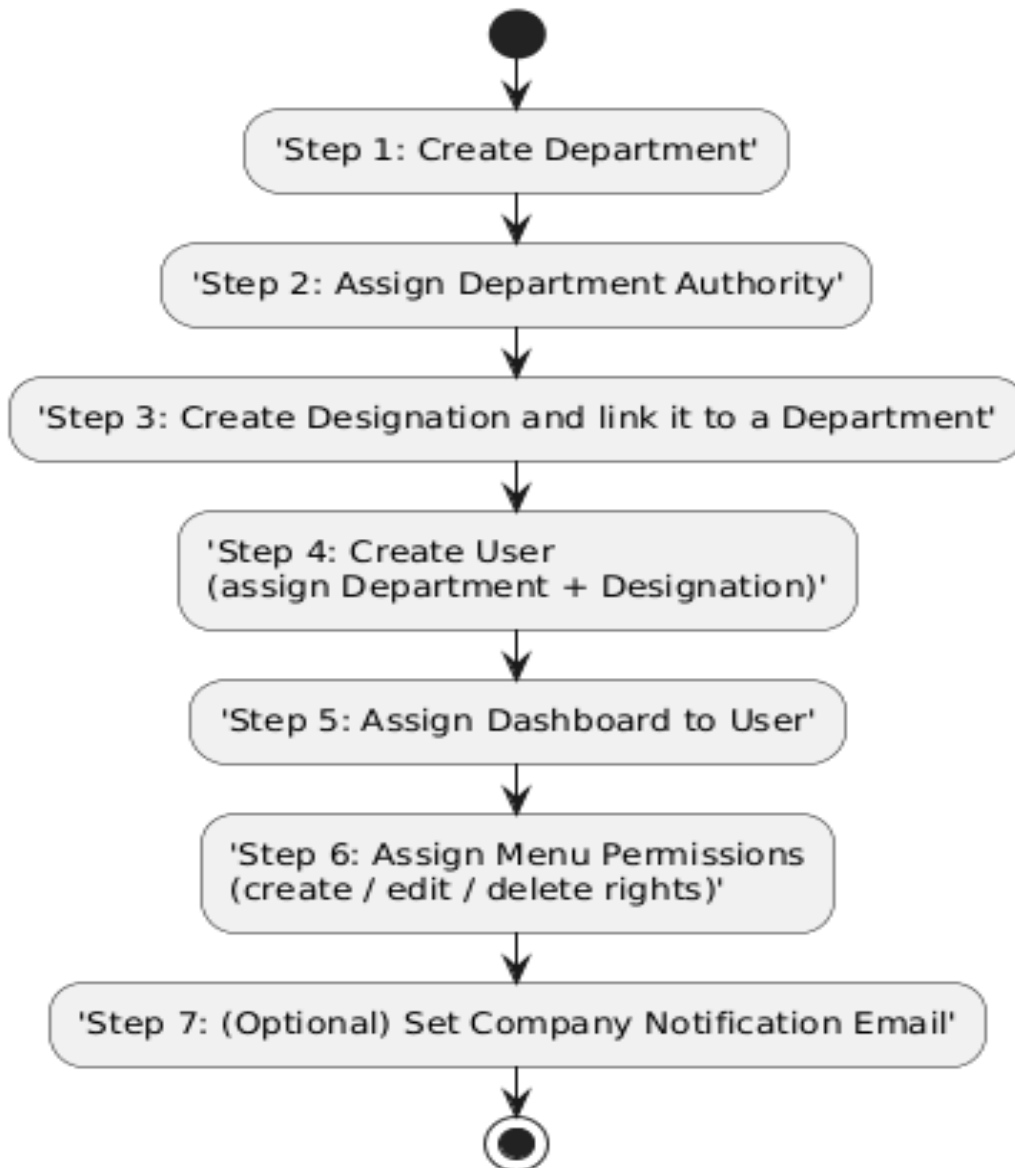 'Step 1: Create Department'
'Step 2: Assign Department Authority'
'Step 3: Create Designation and link it to a Department'
'Step 4: Create User
(assign Department + Designation)'
'Step 5: Assign Dashboard to User'
'Step 6: Assign Menu Permissions
(create / edit / delete rights)'
'Step 7: (Optional) Set Company Notification Email'